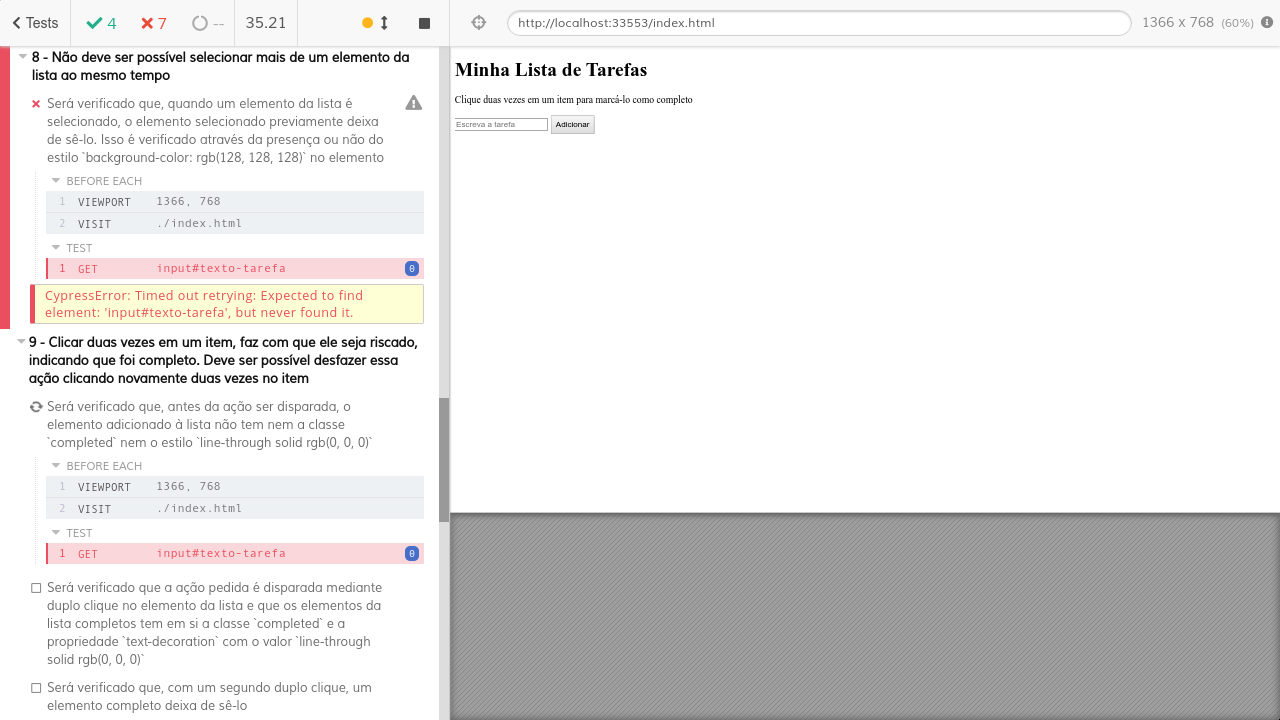 Tests
4
7
--
35.21
http://localhost:33553/index.html
1366 x 768 (60%)
8 - Não deve ser possível selecionar mais de um elemento da
lista ao mesmo tempo
Será verificado que, quando um elemento da lista é
selecionado, o elemento selecionado previamente deixa
de sê-lo. Isso é verificado através da presença ou não do
estilo `background-color: rgb(128, 128, 128)` no elemento
BEFORE EACH
1 VIEWPORT 1366, 768
2 VISIT ./index.html
TEST
1 GET input#texto-tarefa 0
CypressError: Timed out retrying: Expected to find
element: 'input#texto-tarefa', but never found it.
9 - Clicar duas vezes em um item, faz com que ele seja riscado,
indicando que foi completo. Deve ser possível desfazer essa
ação clicando novamente duas vezes no item
Será verificado que, antes da ação ser disparada, o
elemento adicionado à lista não tem nem a classe
`completed` nem o estilo `line-through solid rgb(0, 0, 0)`
BEFORE EACH
1 VIEWPORT 1366, 768
2 VISIT ./index.html
TEST
1 GET input#texto-tarefa 0
Será verificado que a ação pedida é disparada mediante
duplo clique no elemento da lista e que os elementos da
lista completos tem em si a classe `completed` e a
propriedade `text-decoration` com o valor `line-through
solid rgb(0, 0, 0)`
Será verificado que, com um segundo duplo clique, um
elemento completo deixa de sê-lo
Minha Lista de Tarefas
Clique duas vezes em um item para marcá-lo como completo
Escreva a tarefa
Adicionar